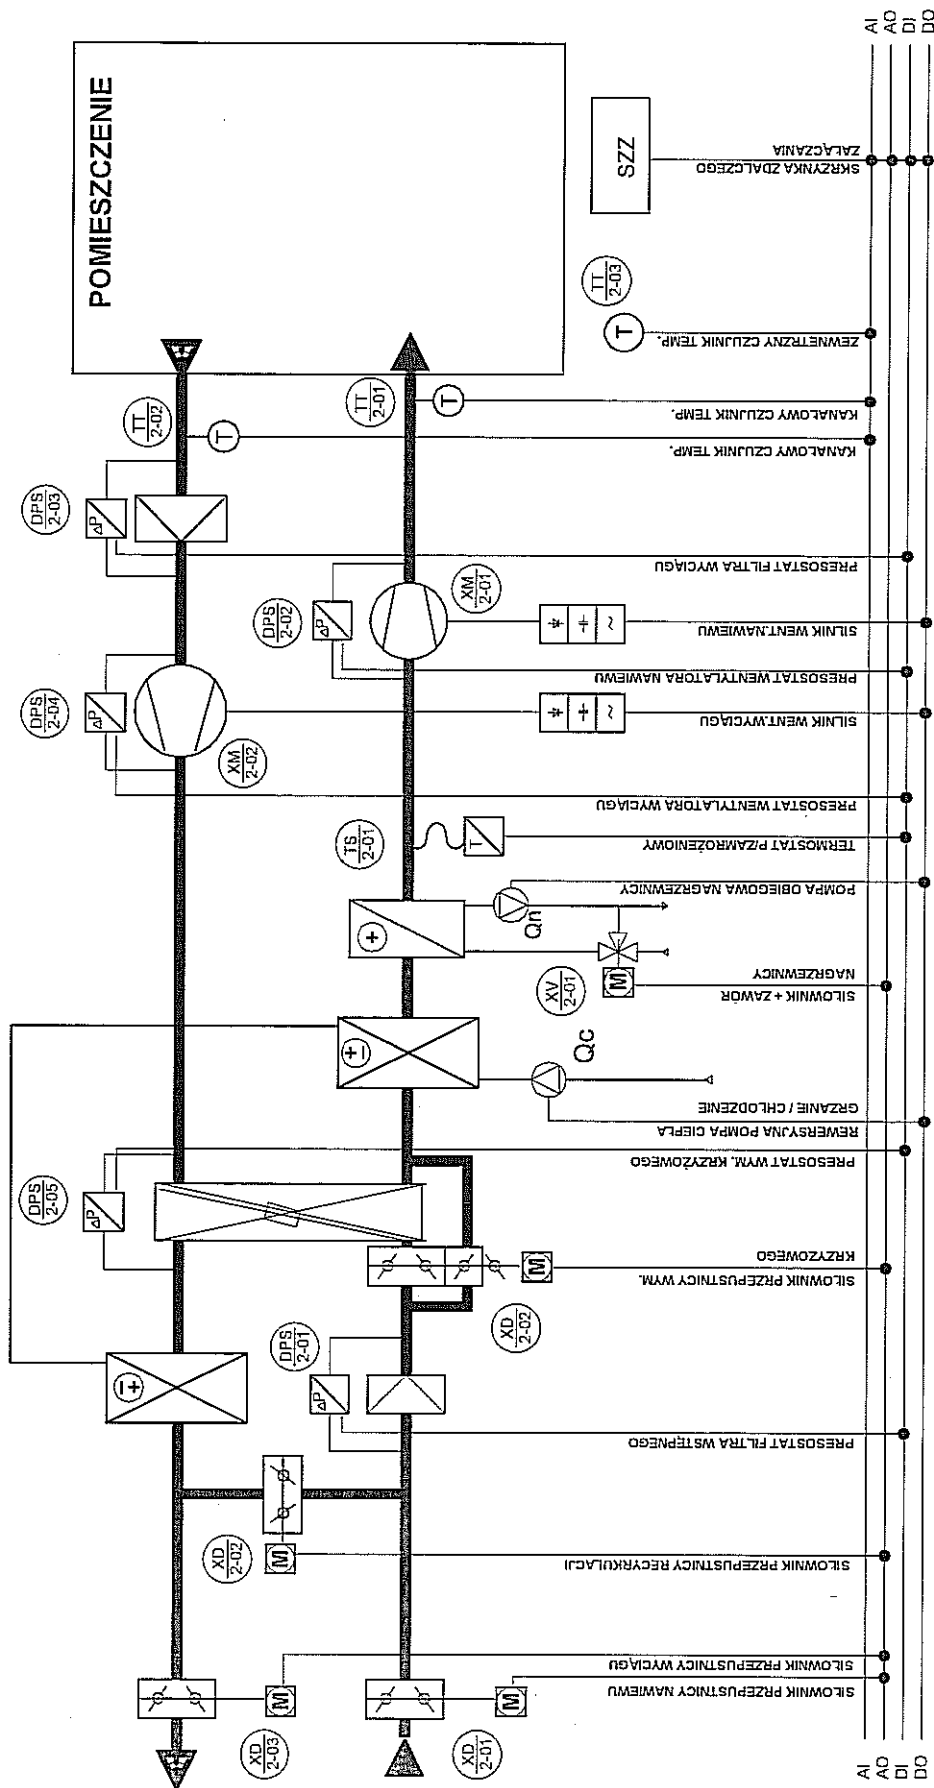 POMIESZCZENIE
SZZ
TT
2-03
T
TT
2-02
T
TT
2-01
T
DPS
2-03
ΔP
DPS
2-02
ΔP
XM
2-01
DPS
2-04
ΔP
XM
2-02
TS
2-01
T
+
Qn
XV
2-01
M
±
Qc
DPS
2-05
ΔP
M
XD
2-02
DPS
2-01
ΔP
±
XD
2-02
M
M
XD
2-03
M
XD
2-01
SKRZYNKA ZDALCZEGO
ZAŁĄCZANIA
ZEWNĘTRZNY CZUJNIK TEMP.
KANAŁOWY CZUJNIK TEMP.
KANAŁOWY CZUJNIK TEMP.
PRESOSTAT FILTRA WYCIĄGU
SILNIK WENT.NAWIEWU
PRESOSTAT WENTYLATORA NAWIEWU
SILNIK WENT.WYCIĄGU
PRESOSTAT WENTYLATORA WYCIĄGU
TERMOSTAT P/ZAMROŻENIOWY
POMPA OBIEGOWA NAGRZEWNICY
SIŁOWNIK + ZAWÓR
NAGRZEWNICY
REWERSYJNA POMPA CIEPŁA
GRZANIE / CHŁODZENIE
PRESOSTAT WYM. KRZYŻOWEGO
SIŁOWNIK PRZEPUSTNICY WYM.
KRZYŻOWEGO
PRESOSTAT FILTRA WSTĘPNEGO
SIŁOWNIK PRZEPUSTNICY RECYRKULACJI
SIŁOWNIK PRZEPUSTNICY WYCIĄGU
SIŁOWNIK PRZEPUSTNICY NAWIEWU
AI
AO
DI
DO
AI
AO
DI
DO